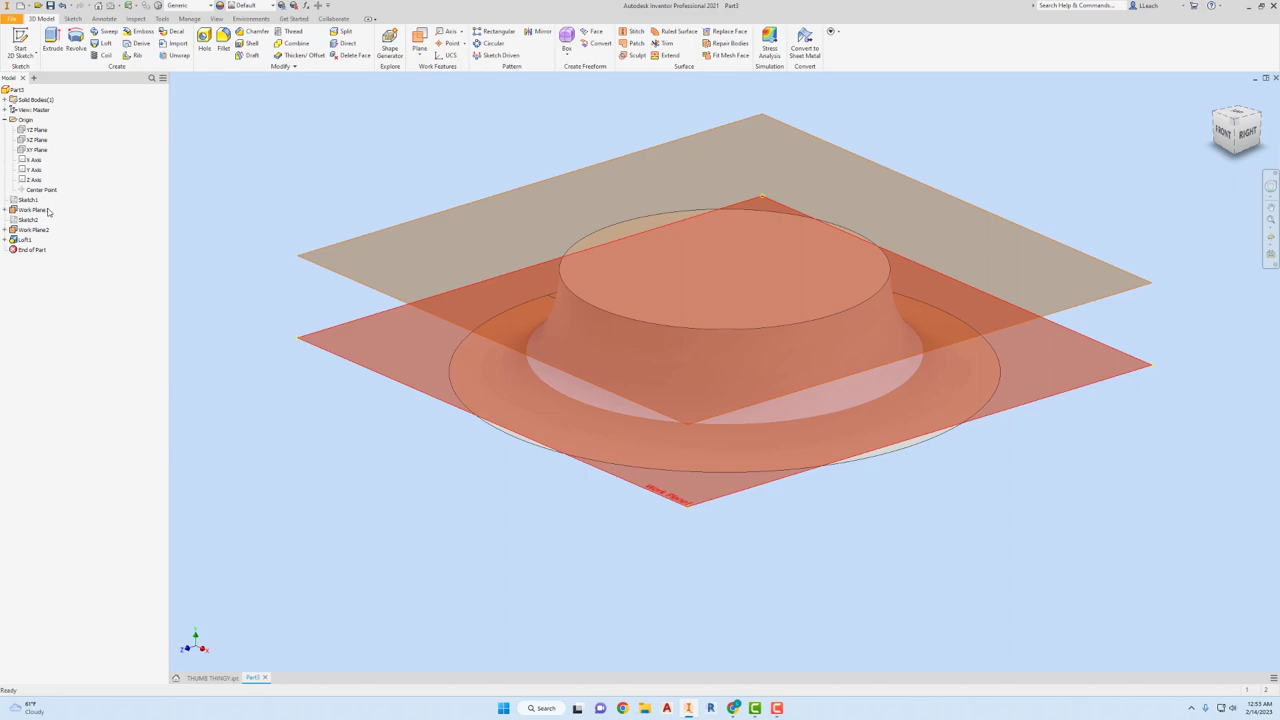 Generic
Default
Autodesk Inventor Professional 2021 Part3
Search Help & Commands...
LLeach
File 3D Model Sketch Annotate Inspect Tools Manage View Environments Get Started Collaborate
Start
2D Sketch
Extrude
Revolve
Sweep
Emboss
Decal
Loft
Derive
Import
Coil
Rib
Unwrap
Hole
Fillet
Chamfer
Thread
Split
Shell
Combine
Direct
Draft
Thicken/ Offset
Delete Face
Shape
Generator
Plane
Axis
Point
UCS
Rectangular
Mirror
Circular
Sketch Driven
Box
Face
Convert
Stitch
Ruled Surface
Replace Face
Patch
Trim
Repair Bodies
Sculpt
Extend
Fit Mesh Face
Stress
Analysis
Convert to
Sheet Metal
Sketch Create Modify Explore Work Features Pattern Create Freeform Surface Simulation Convert
Model
Part3
Solid Bodies(1)
View: Master
Origin
YZ Plane
XZ Plane
XY Plane
X Axis
Y Axis
Z Axis
Center Point
Sketch1
Work Plane
Sketch2
Work Plane2
Loft1
End of Part
FRONT
RIGHT
Work Plane1
Y
Z
X
THUMB THINGY.ipt
Part3
Ready
1 2
61°F
Cloudy
Search
12:53 AM
2/14/2023